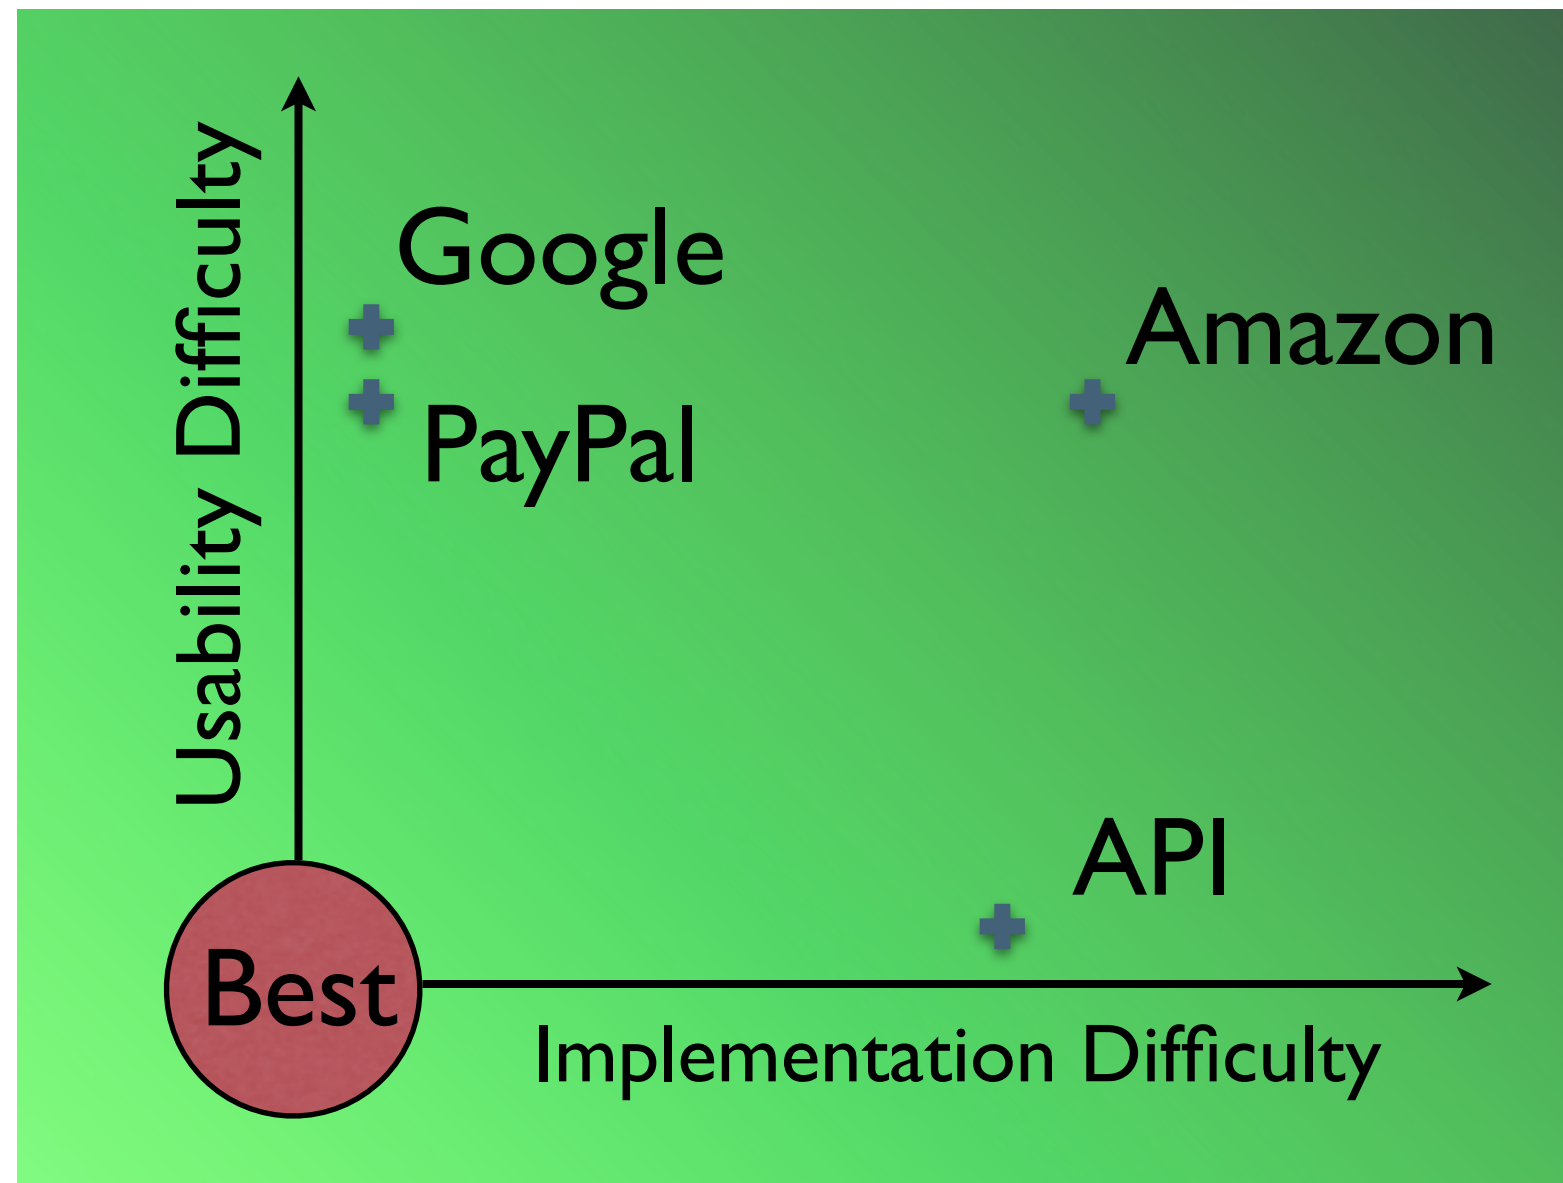 Usability Difficulty
Google
Amazon
PayPal
API
Best
Implementation Difficulty